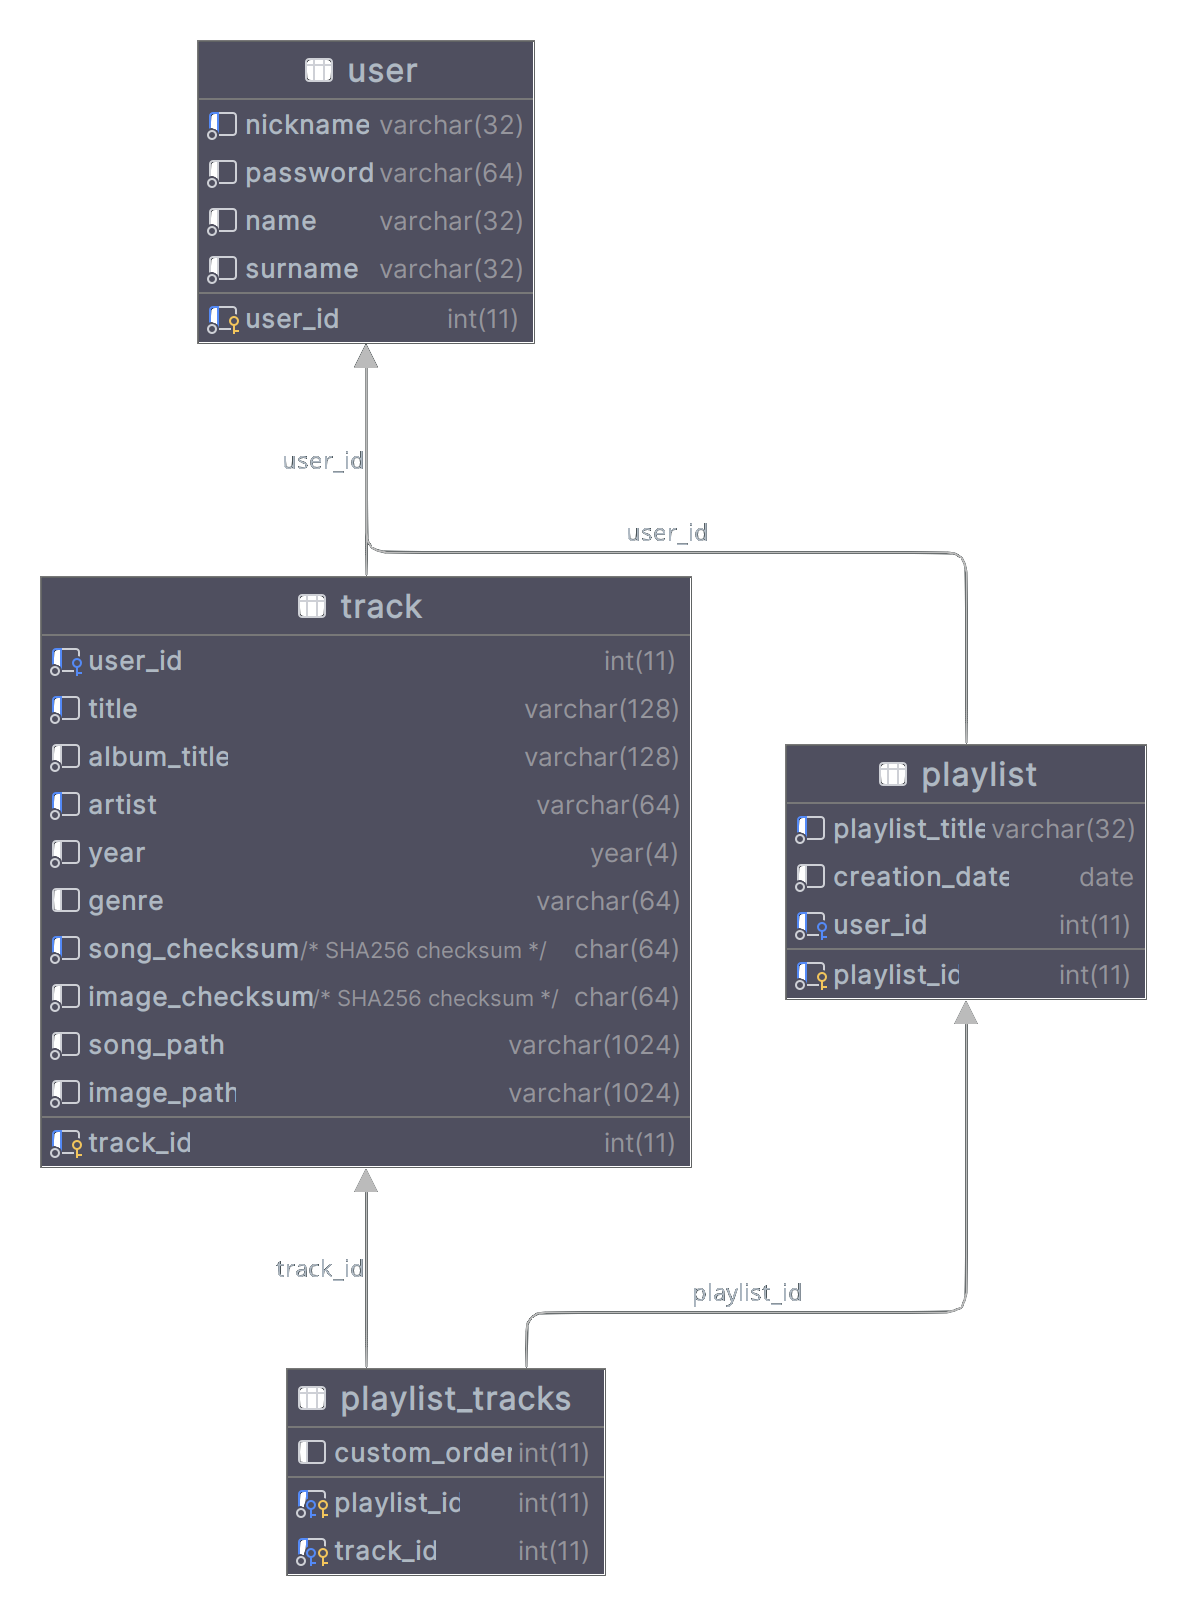 user
nickname varchar(32)
password varchar(64)
name varchar(32)
surname varchar(32)
user_id int(11)
user_id
user_id
track
user_id int(11)
title varchar(128)
album_title varchar(128)
artist varchar(64)
year year(4)
genre varchar(64)
song_checksum /* SHA256 checksum */ char(64)
image_checksum /* SHA256 checksum */ char(64)
song_path varchar(1024)
image_path varchar(1024)
track_id int(11)
playlist
playlist_title varchar(32)
creation_date date
user_id int(11)
playlist_id int(11)
track_id
playlist_id
playlist_tracks
custom_order int(11)
playlist_id int(11)
track_id int(11)